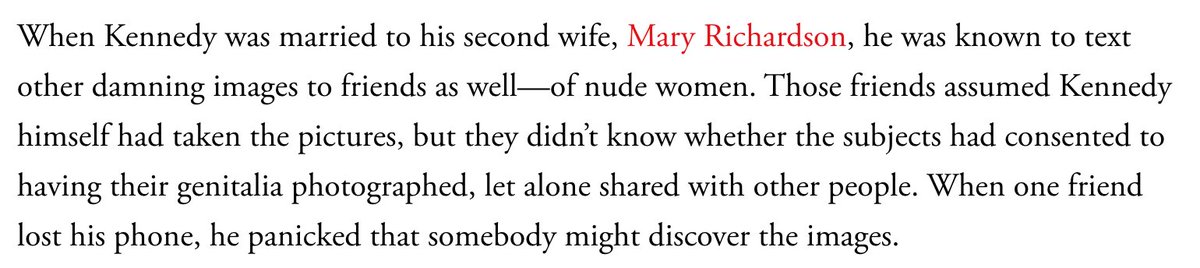 When Kennedy was married to his second wife, Mary Richardson, he was known to text
other damning images to friends as well—of nude women. Those friends assumed Kennedy
himself had taken the pictures, but they didn’t know whether the subjects had consented to
having their genitalia photographed, let alone shared with other people. When one friend
lost his phone, he panicked that somebody might discover the images.